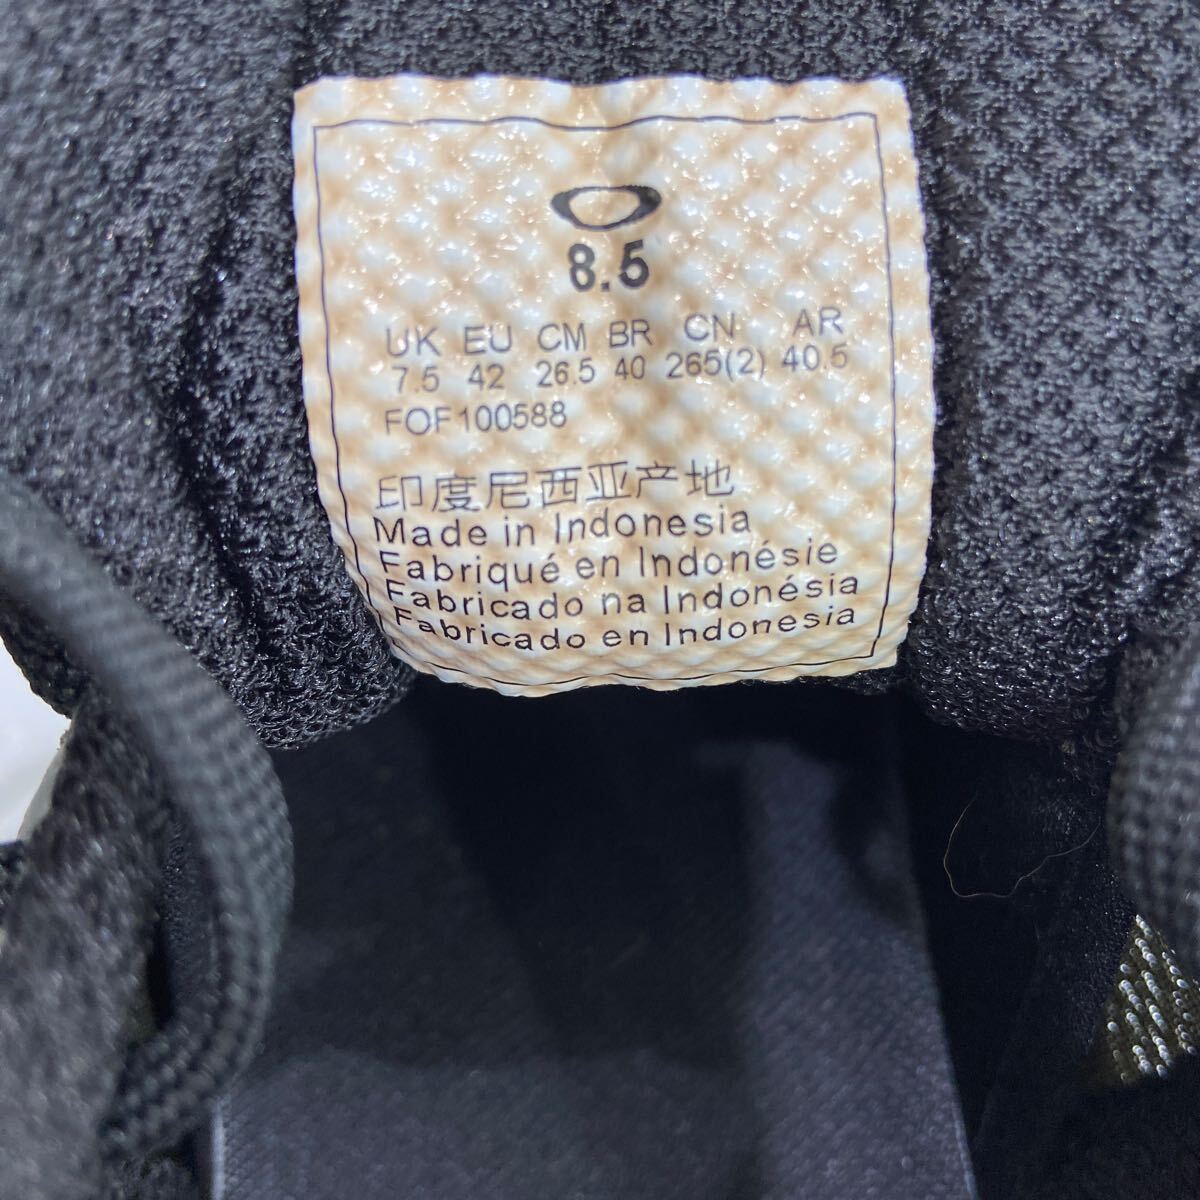 8.5
UK EU CM BR CN AR
7.5 42 26.5 40 265(2) 40.5
FOF100588
印度尼西亚产地
Made in Indonesia
Fabriqué en Indonésie
Fabricado na Indonésia
Fabricado en Indonesia